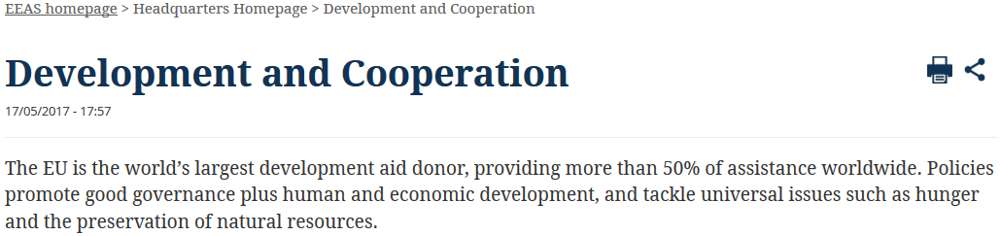 EEAS homepage > Headquarters Homepage > Development and Cooperation
Development and Cooperation
17/05/2017 - 17:57
The EU is the world’s largest development aid donor, providing more than 50% of assistance worldwide. Policies
promote good governance plus human and economic development, and tackle universal issues such as hunger
and the preservation of natural resources.